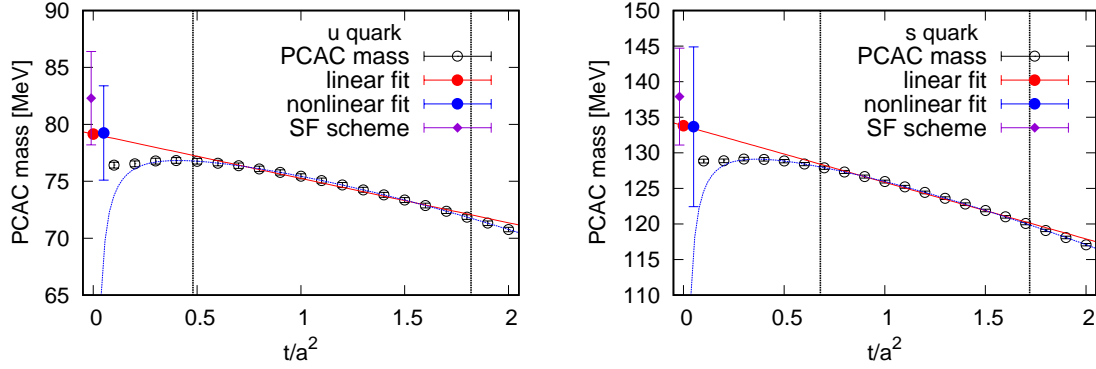 u quark
PCAC mass
linear fit
nonlinear fit
SF scheme
PCAC mass [MeV]
90
85
80
75
70
65
0
0.5
1
1.5
2
t/a²
s quark
PCAC mass
linear fit
nonlinear fit
SF scheme
PCAC mass [MeV]
150
145
140
135
130
125
120
115
110
0
0.5
1
1.5
2
t/a²